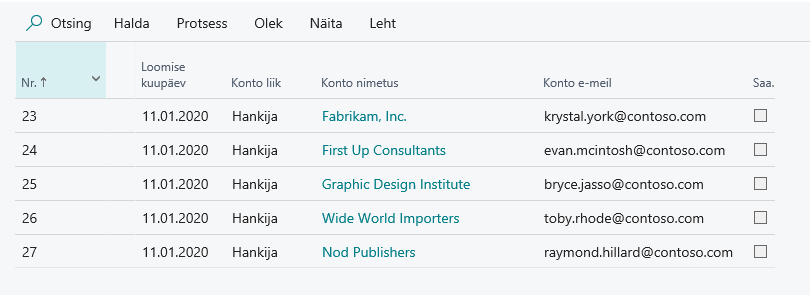 Otsing Halda Protsess Olek Näita Leht
Nr. ↑ Loomise kuupäev Konto liik Konto nimetus Konto e-meil Saa.
23 11.01.2020 Hankija Fabrikam, Inc. krystal.york@contoso.com
24 11.01.2020 Hankija First Up Consultants evan.mcintosh@contoso.com
25 11.01.2020 Hankija Graphic Design Institute bryce.jasso@contoso.com
26 11.01.2020 Hankija Wide World Importers toby.rhode@contoso.com
27 11.01.2020 Hankija Nod Publishers raymond.hillard@contoso.com